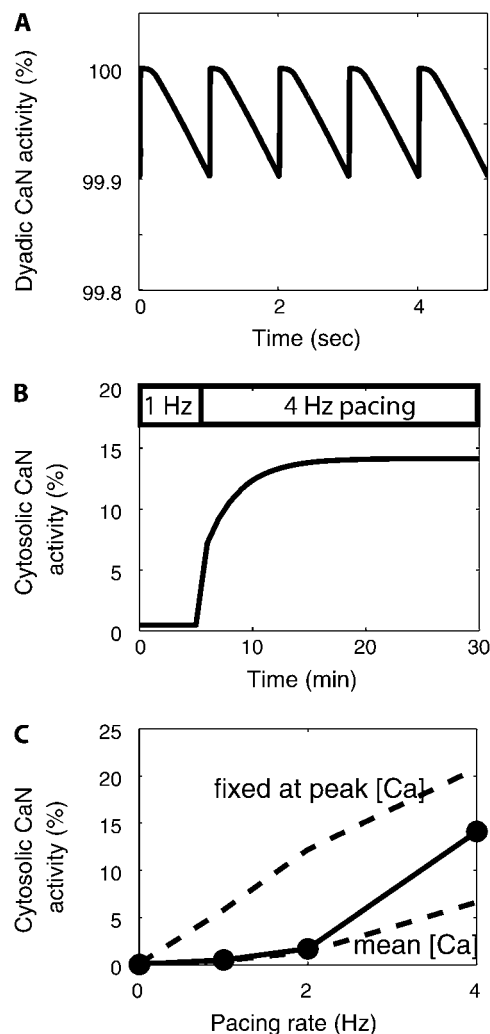 A
Dyadic CaN activity (%)
100
99.9
99.8
0 2 4
Time (sec)
B
Cytosolic CaN
activity (%)
20
15
10
5
0
1 Hz 4 Hz pacing
0 10 20 30
Time (min)
C
Cytosolic CaN
activity (%)
25
20
15
10
5
0
fixed at peak [Ca]
mean [Ca]
0 2 4
Pacing rate (Hz)